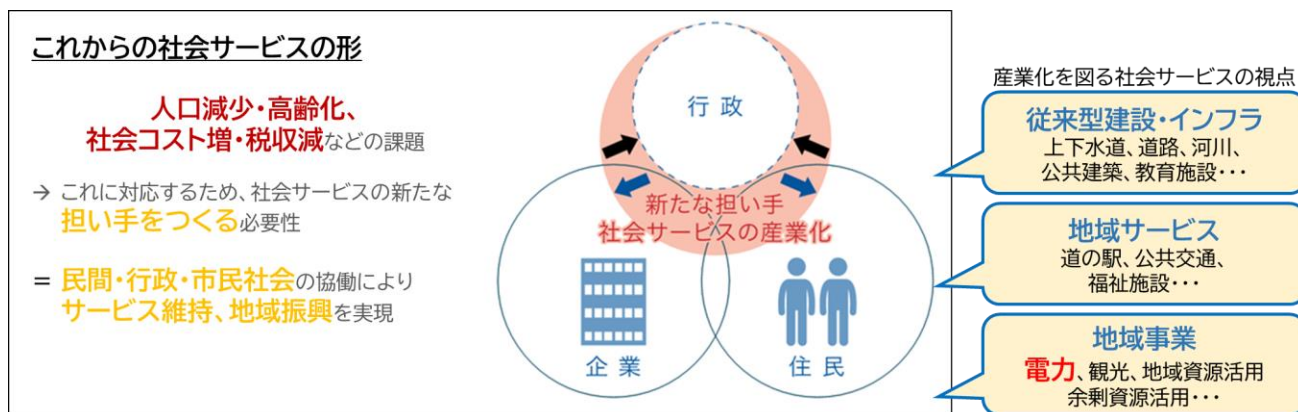 これからの社会サービスの形
人口減少・高齢化、
社会コスト増・税収減などの課題
→ これに対応するため、社会サービスの新たな
担い手をつくる必要性
= 民間・行政・市民社会の協働により
サービス維持、地域振興を実現
行政
新たな担い手
社会サービスの産業化
企業
住民
産業化を図る社会サービスの視点
従来型建設・インフラ
上下水道、道路、河川、
公共建築、教育施設・・・
地域サービス
道の駅、公共交通、
福祉施設・・・
地域事業
電力、観光、地域資源活用
余剰資源活用・・・